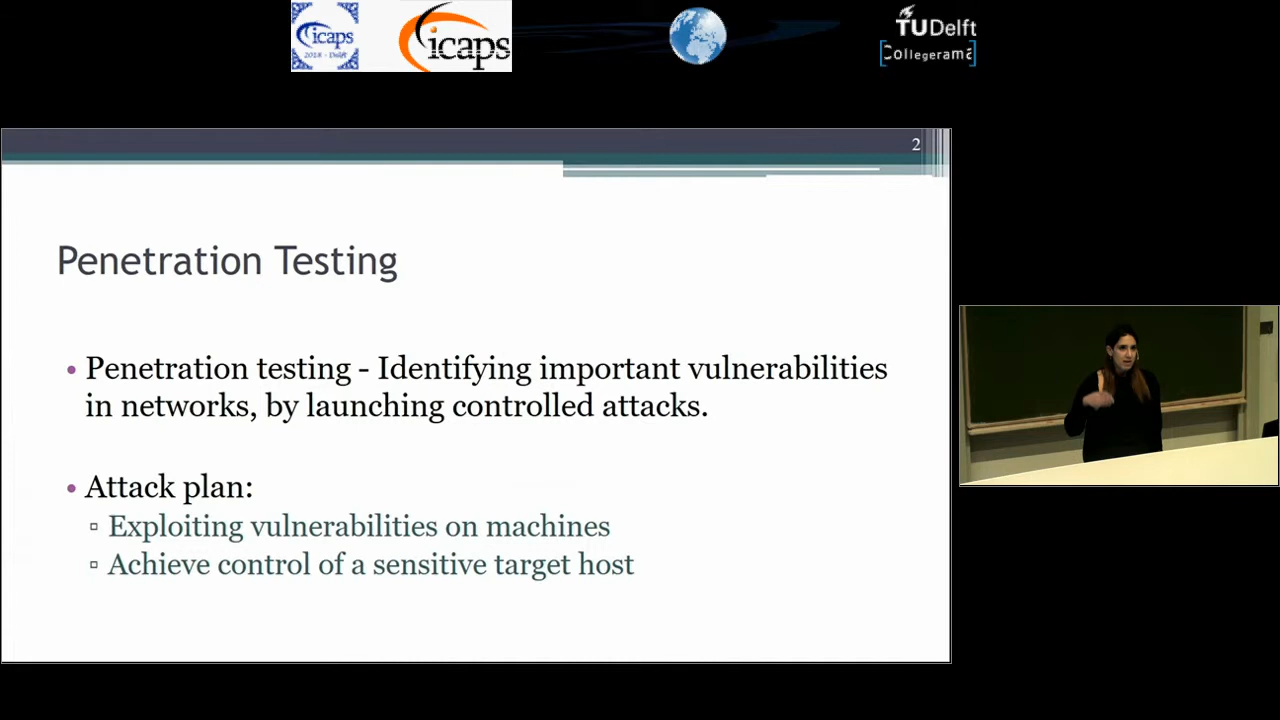 icaps
2018 - Delft
icaps
TUDelft
Collegerama
2
Penetration Testing
• Penetration testing - Identifying important vulnerabilities
in networks, by launching controlled attacks.
• Attack plan:
▫ Exploiting vulnerabilities on machines
▫ Achieve control of a sensitive target host